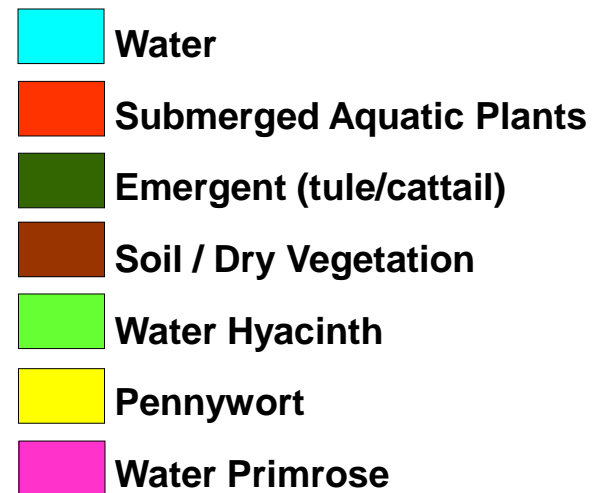 Water
Submerged Aquatic Plants
Emergent (tule/cattail)
Soil / Dry Vegetation
Water Hyacinth
Pennywort
Water Primrose